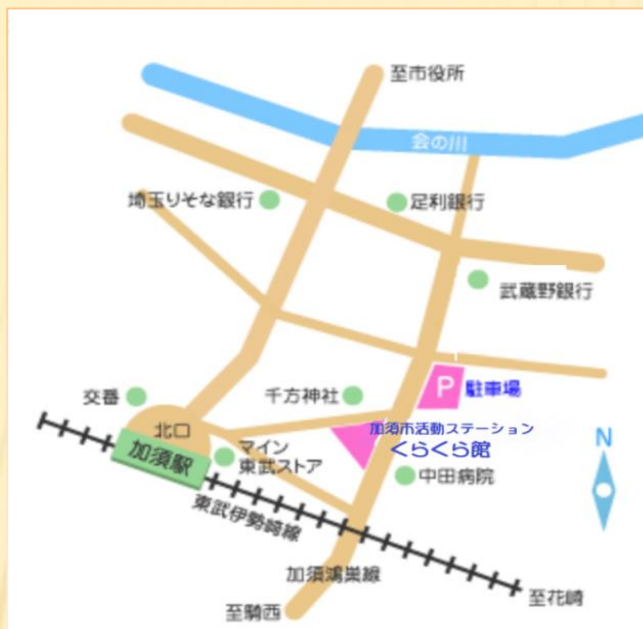 至市役所
会の川
埼玉りそな銀行
足利銀行
武蔵野銀行
P
駐車場
交番
千方神社
加須市活動ステーション
くらくら館
北口
加須駅
マイン
東武ストア
中田病院
東武伊勢崎線
加須鴻巣線
至花崎
至騎西
N